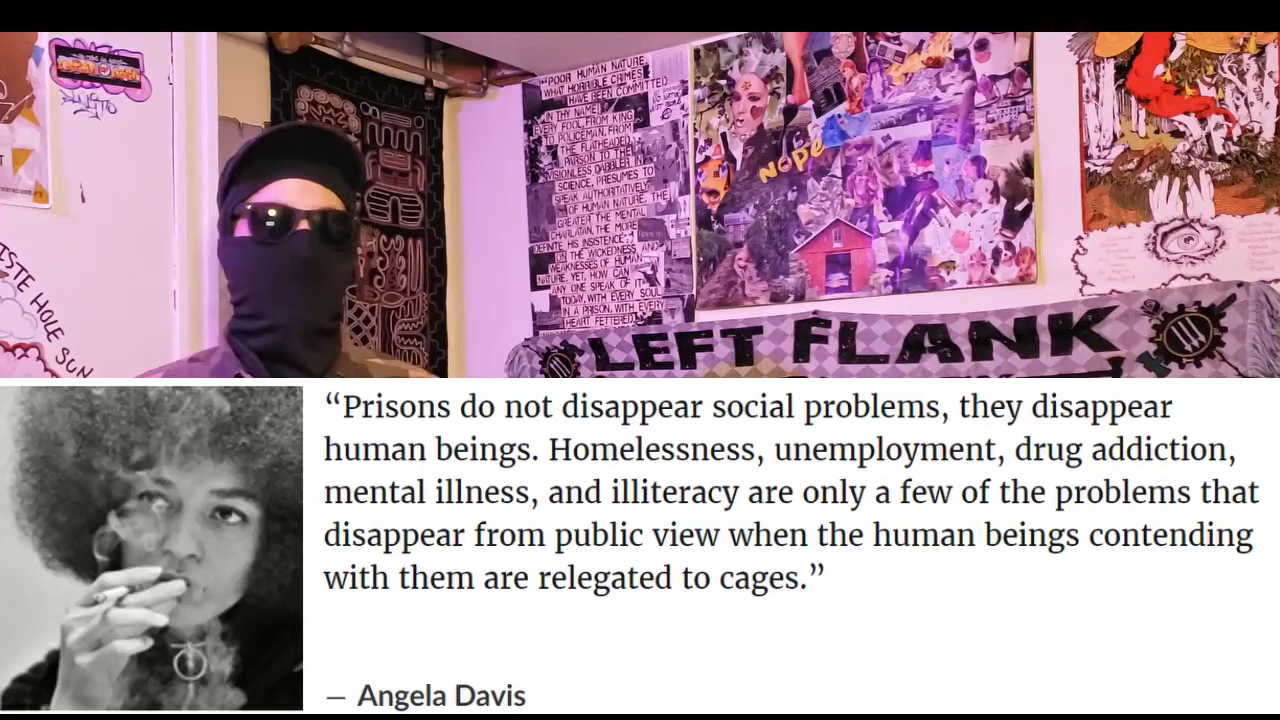 "POOR HUMAN NATURE,
WHAT HORRIBLE CRIMES
HAVE BEEN COMMITTED
IN THY NAME!
EVERY FOOL, FROM KING
TO POLICEMAN, FROM
THE FLATHEADED
PARSON TO THE
VISIONLESS DABBLER IN
SCIENCE, PRESUMES TO
SPEAK AUTHORITATIVELY
OF HUMAN NATURE. THE
GREATER THE MENTAL
CHARLATAN, THE MORE
DEFINITE HIS INSISTENCE
ON THE WICKEDNESS AND
WEAKNESSES OF HUMAN
NATURE. YET, HOW CAN
ANY ONE SPEAK OF IT
TODAY, WITH EVERY SOUL
IN A PRISON, WITH EVERY
HEART FETTERED,
NOPE
HOLE SUN
LEFT FLANK
“Prisons do not disappear social problems, they disappear
human beings. Homelessness, unemployment, drug addiction,
mental illness, and illiteracy are only a few of the problems that
disappear from public view when the human beings contending
with them are relegated to cages.”
— Angela Davis